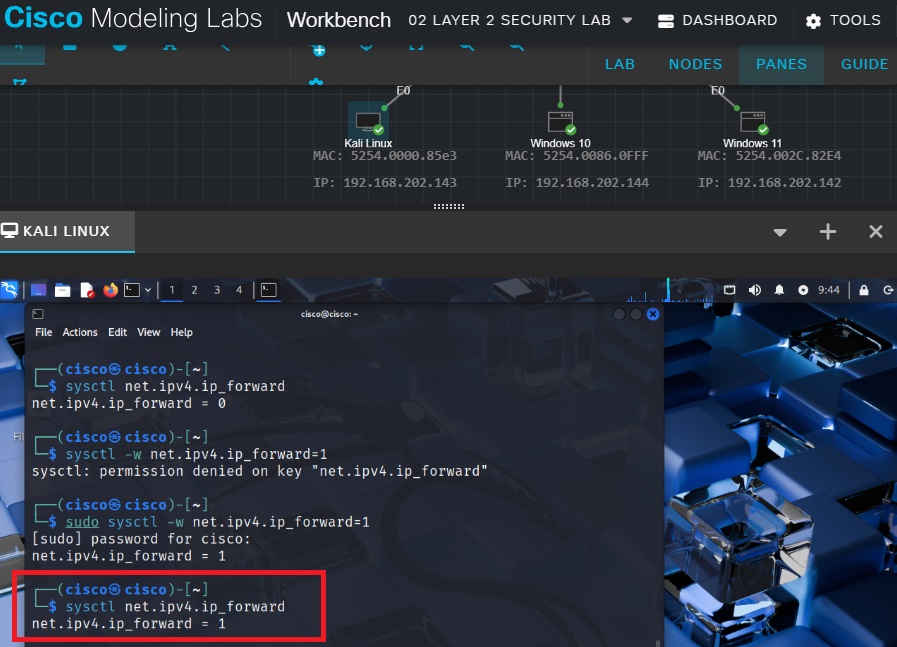 Cisco Modeling Labs Workbench 02 LAYER 2 SECURITY LAB DASHBOARD TOOLS
LAB NODES PANES GUIDE
E0 E0
Kali Linux Windows 10 Windows 11
MAC: 5254.0000.85e3 MAC: 5254.0086.0FFF MAC: 5254.002C.82E4
IP: 192.168.202.143 IP: 192.168.202.144 IP: 192.168.202.142
KALI LINUX
1 2 3 4 9:44
cisco@cisco: ~
File Actions Edit View Help
┌──(cisco㉿cisco)-[~]
└─$ sysctl net.ipv4.ip_forward
net.ipv4.ip_forward = 0
┌──(cisco㉿cisco)-[~]
└─$ sysctl -w net.ipv4.ip_forward=1
sysctl: permission denied on key "net.ipv4.ip_forward"
┌──(cisco㉿cisco)-[~]
└─$ sudo sysctl -w net.ipv4.ip_forward=1
[sudo] password for cisco:
net.ipv4.ip_forward = 1
┌──(cisco㉿cisco)-[~]
└─$ sysctl net.ipv4.ip_forward
net.ipv4.ip_forward = 1